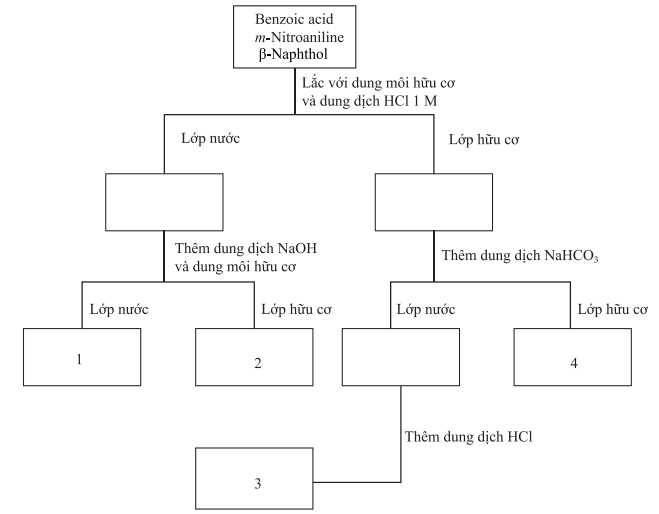 Benzoic acid
m-Nitroaniline
β-Naphthol
Lắc với dung môi hữu cơ
và dung dịch HCl 1 M
Lớp nước
Lớp hữu cơ
Thêm dung dịch NaOH
và dung môi hữu cơ
Thêm dung dịch NaHCO₃
Lớp nước
Lớp hữu cơ
Lớp nước
Lớp hữu cơ
1
2
4
Thêm dung dịch HCl
3